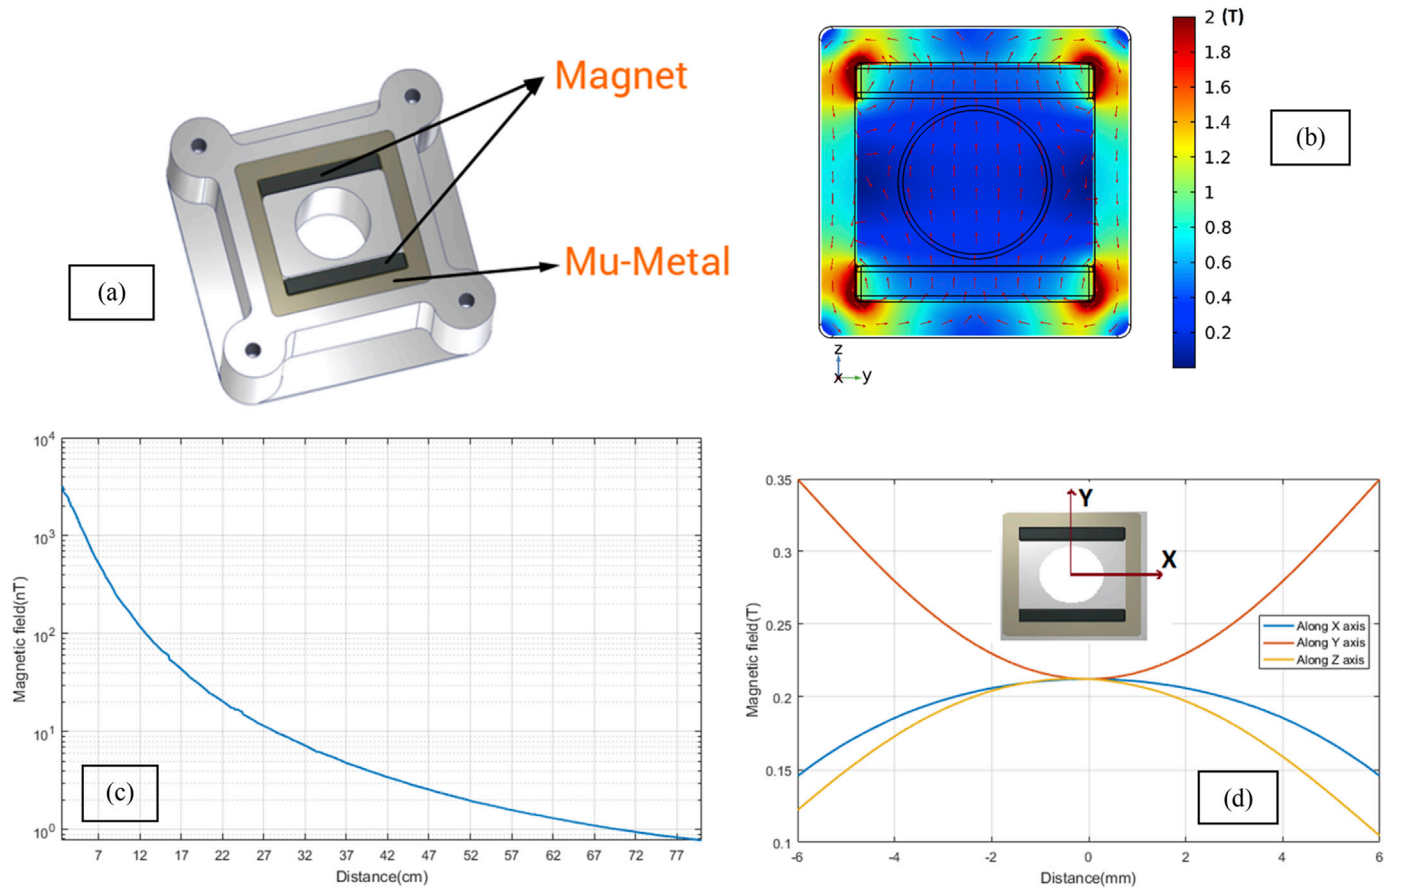 Magnet
Mu-Metal
(a)
2 (T)
1.8
1.6
1.4
1.2
1
0.8
0.6
0.4
0.2
(b)
z
x
y
10^4
10^3
10^2
10^1
10^0
Magnetic field(nT)
(c)
7 12 17 22 27 32 37 42 47 52 57 62 67 72 77
Distance(cm)
0.35
0.3
0.25
0.2
0.15
0.1
Magnetic field(T)
Y
X
Along X axis
Along Y axis
Along Z axis
(d)
-6 -4 -2 0 2 4 6
Distance(mm)